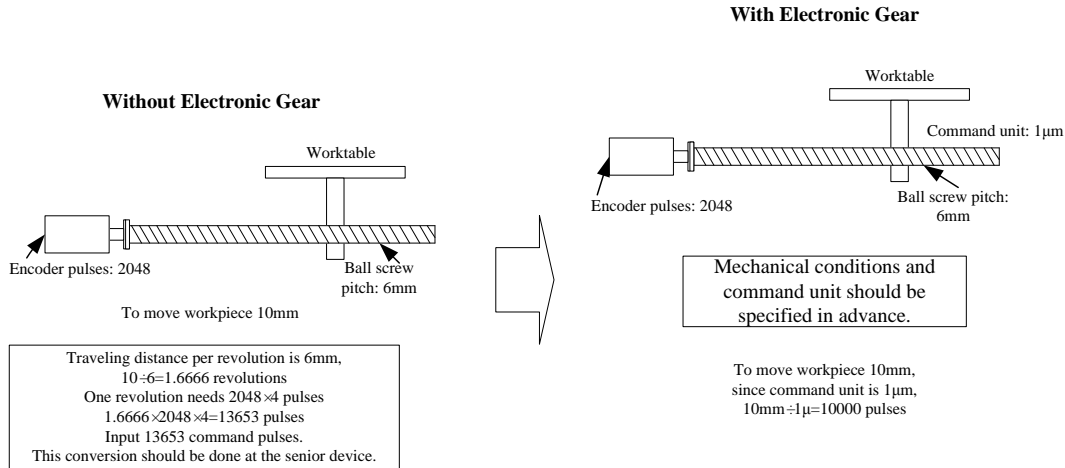 Without Electronic Gear
Worktable
Encoder pulses: 2048
Ball screw
pitch: 6mm
To move workpiece 10mm
Traveling distance per revolution is 6mm,
10÷6=1.6666 revolutions
One revolution needs 2048×4 pulses
1.6666×2048×4=13653 pulses
Input 13653 command pulses.
This conversion should be done at the senior device.
With Electronic Gear
Worktable
Command unit: 1μm
Encoder pulses: 2048
Ball screw pitch:
6mm
Mechanical conditions and
command unit should be
specified in advance.
To move workpiece 10mm,
since command unit is 1μm,
10mm÷1μ=10000 pulses